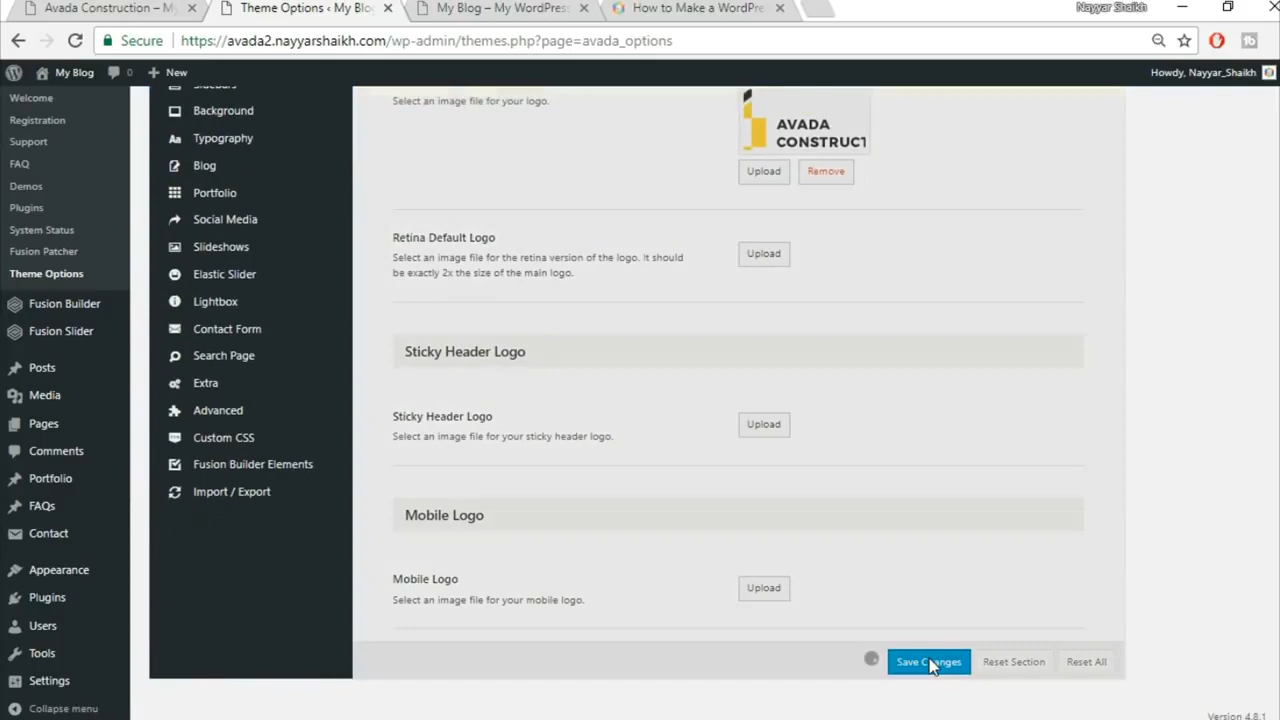 Avada Construction – My
Theme Options ‹ My Blog
My Blog – My WordPress
How to Make a WordPre
Nayyar Shaikh
Secure
https://avada2.nayyarshaikh.com/wp-admin/themes.php?page=avada_options
My Blog
0
New
Howdy, Nayyar_Shaikh
Welcome
Registration
Support
FAQ
Demos
Plugins
System Status
Fusion Patcher
Theme Options
Fusion Builder
Fusion Slider
Posts
Media
Pages
Comments
Portfolio
FAQs
Contact
Appearance
Plugins
Users
Tools
Settings
Collapse menu
Sidebars
Background
Typography
Blog
Portfolio
Social Media
Slideshows
Elastic Slider
Lightbox
Contact Form
Search Page
Extra
Advanced
Custom CSS
Fusion Builder Elements
Import / Export
Select an image file for your logo.
AVADA
CONSTRUCT
Upload
Remove
Retina Default Logo
Select an image file for the retina version of the logo. It should
be exactly 2x the size of the main logo.
Upload
Sticky Header Logo
Sticky Header Logo
Select an image file for your sticky header logo.
Upload
Mobile Logo
Mobile Logo
Select an image file for your mobile logo.
Upload
Save Changes
Reset Section
Reset All
Version 4.8.1